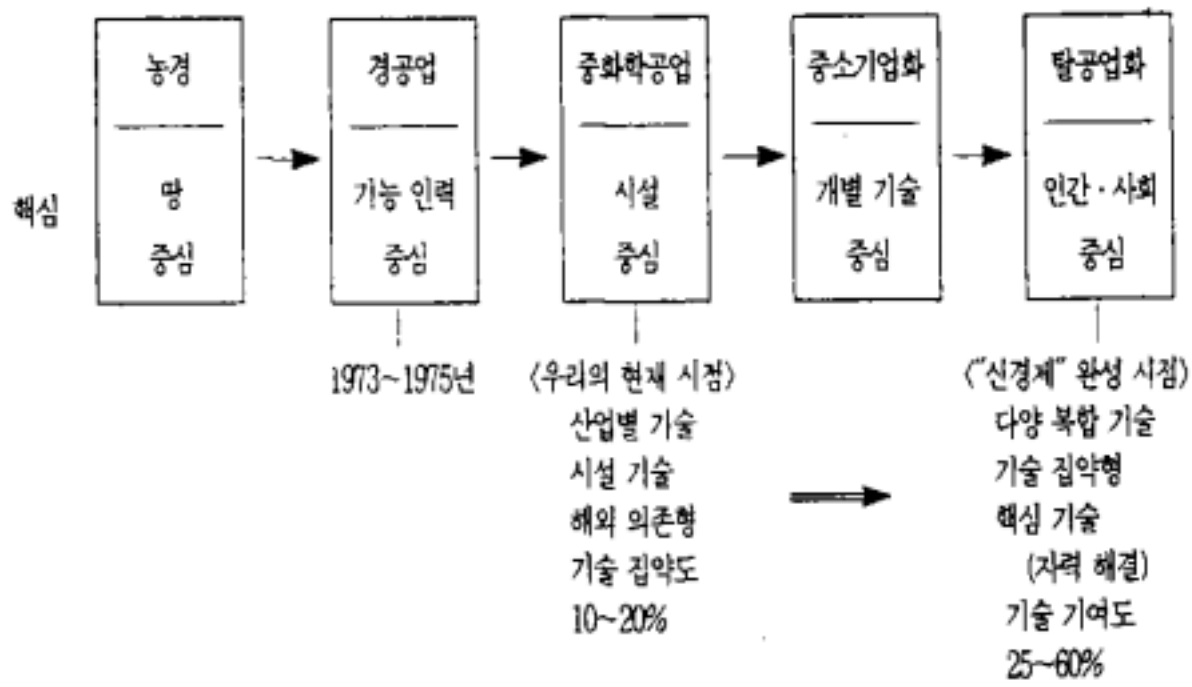 농경
땅
중심
경공업
기능 인력
중심
중화학공업
시설
중심
중소기업화
개별 기술
중심
탈공업화
인간·사회
중심
핵심
1973~1975년
<우리의 현재 시점>
산업별 기술
시설 기술
해외 의존형
기술 집약도
10~20%
<"신경제" 완성 시점>
다양 복합 기술
기술 집약형
핵심 기술
(자력 해결)
기술 기여도
25~60%